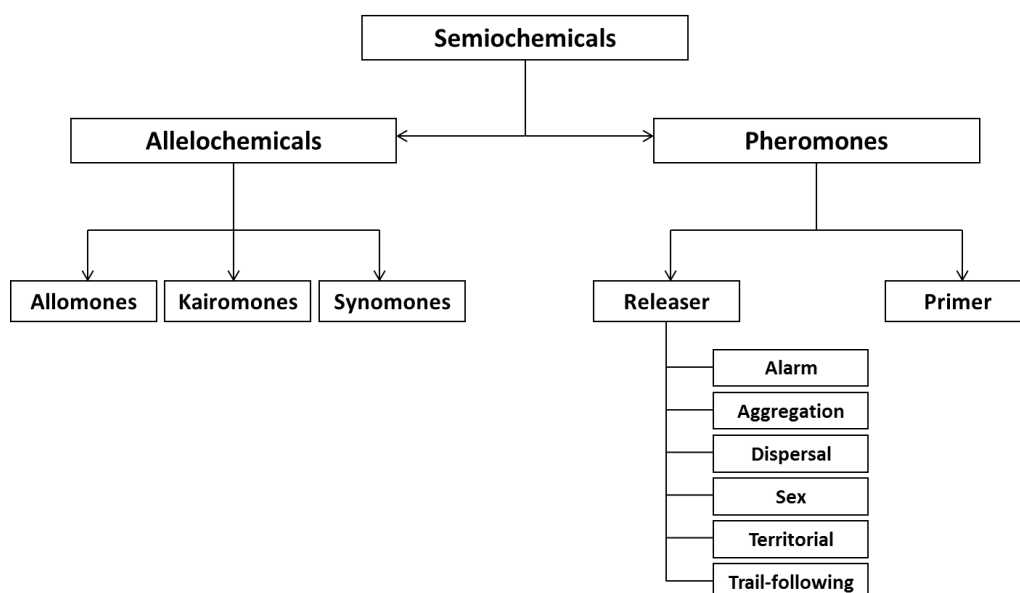 Semiochemicals
Allelochemicals
Pheromones
Allomones
Kairomones
Synomones
Releaser
Primer
Alarm
Aggregation
Dispersal
Sex
Territorial
Trail-following